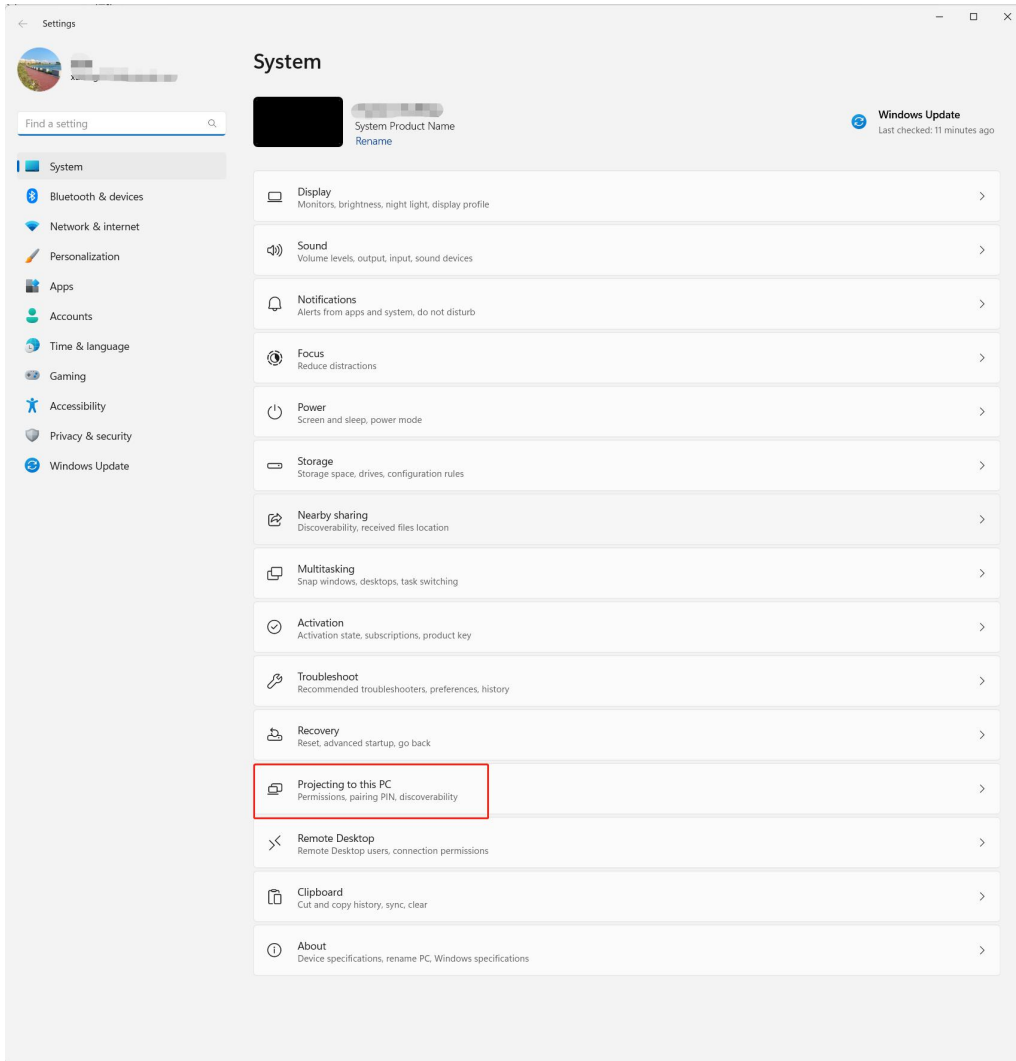 Settings
Find a setting
System
Bluetooth & devices
Network & internet
Personalization
Apps
Accounts
Time & language
Gaming
Accessibility
Privacy & security
Windows Update
System
System Product Name
Rename
Windows Update
Last checked: 11 minutes ago
Display
Monitors, brightness, night light, display profile
Sound
Volume levels, output, input, sound devices
Notifications
Alerts from apps and system, do not disturb
Focus
Reduce distractions
Power
Screen and sleep, power mode
Storage
Storage space, drives, configuration rules
Nearby sharing
Discoverability, received files location
Multitasking
Snap windows, desktops, task switching
Activation
Activation state, subscriptions, product key
Troubleshoot
Recommended troubleshooters, preferences, history
Recovery
Reset, advanced startup, go back
Projecting to this PC
Permissions, pairing PIN, discoverability
Remote Desktop
Remote Desktop users, connection permissions
Clipboard
Cut and copy history, sync, clear
About
Device specifications, rename PC, Windows specifications